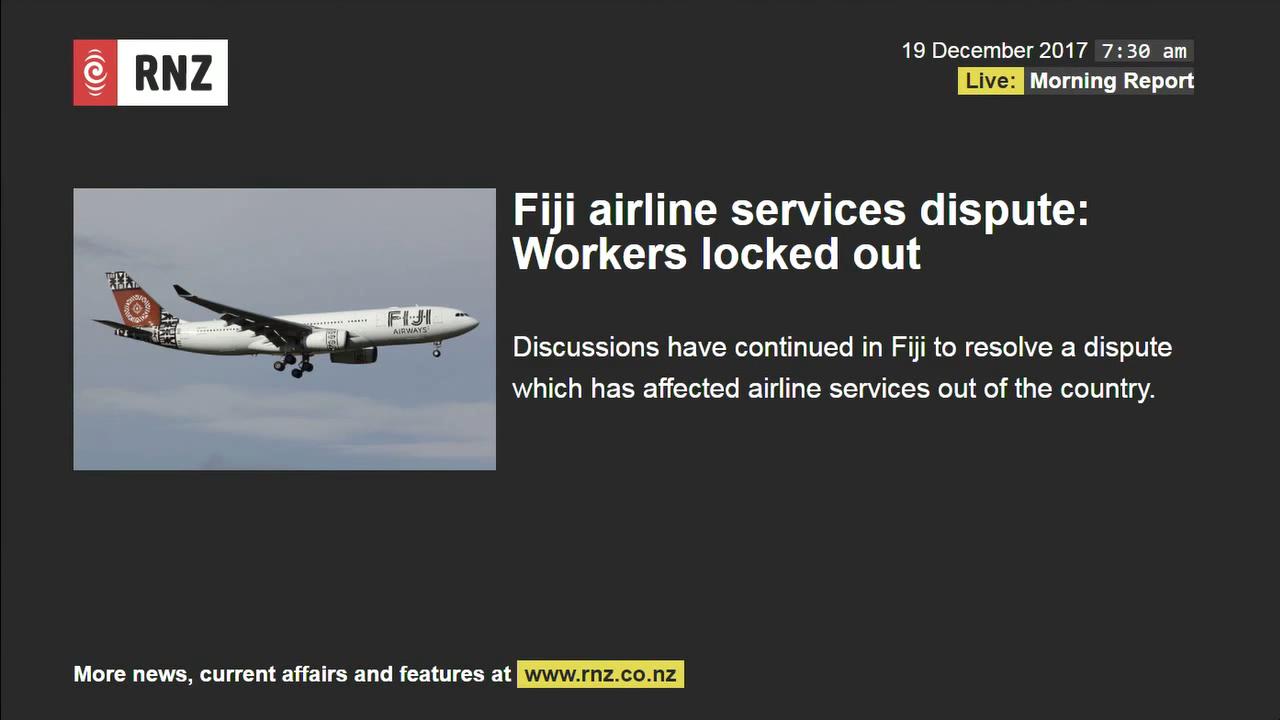 RNZ
19 December 2017 7:30 am
Live: Morning Report
Fiji airline services dispute:
Workers locked out
Discussions have continued in Fiji to resolve a dispute
which has affected airline services out of the country.
FIJI
AIRWAYS
More news, current affairs and features at www.rnz.co.nz